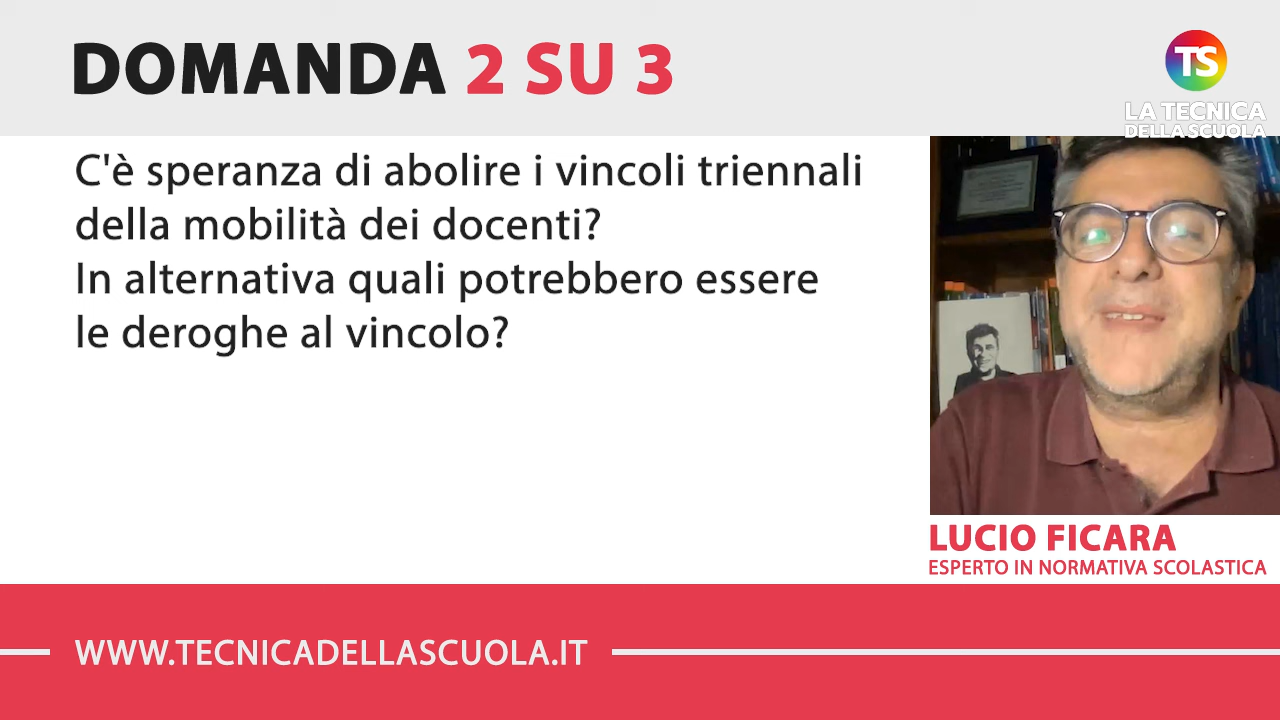 DOMANDA 2 SU 3
TS
LA TECNICA
DELLA SCUOLA
C'è speranza di abolire i vincoli triennali
della mobilità dei docenti?
In alternativa quali potrebbero essere
le deroghe al vincolo?
LUCIO FICARA
ESPERTO IN NORMATIVA SCOLASTICA
WWW.TECNICADELLASCUOLA.IT